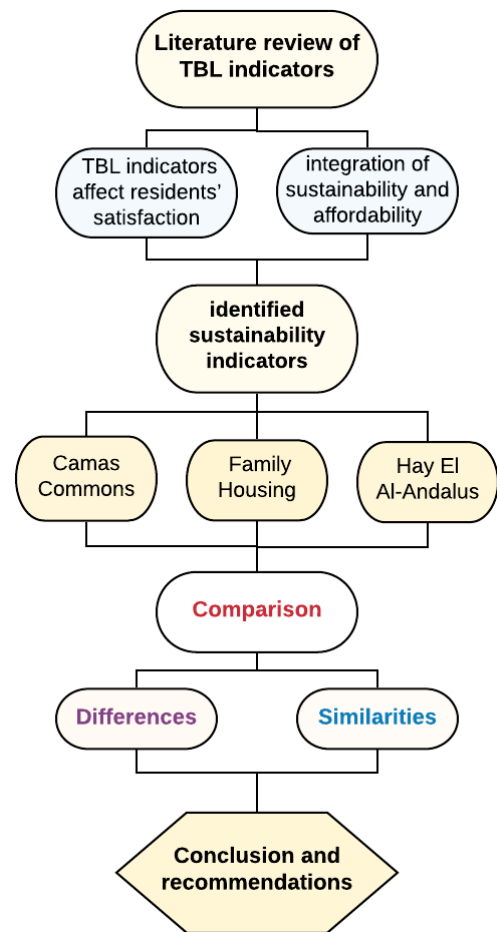 Literature review of
TBL indicators
TBL indicators
affect residents'
satisfaction
integration of
sustainability and
affordability
identified
sustainability
indicators
Camas
Commons
Family
Housing
Hay El
Al-Andalus
Comparison
Differences
Similarities
Conclusion and
recommendations